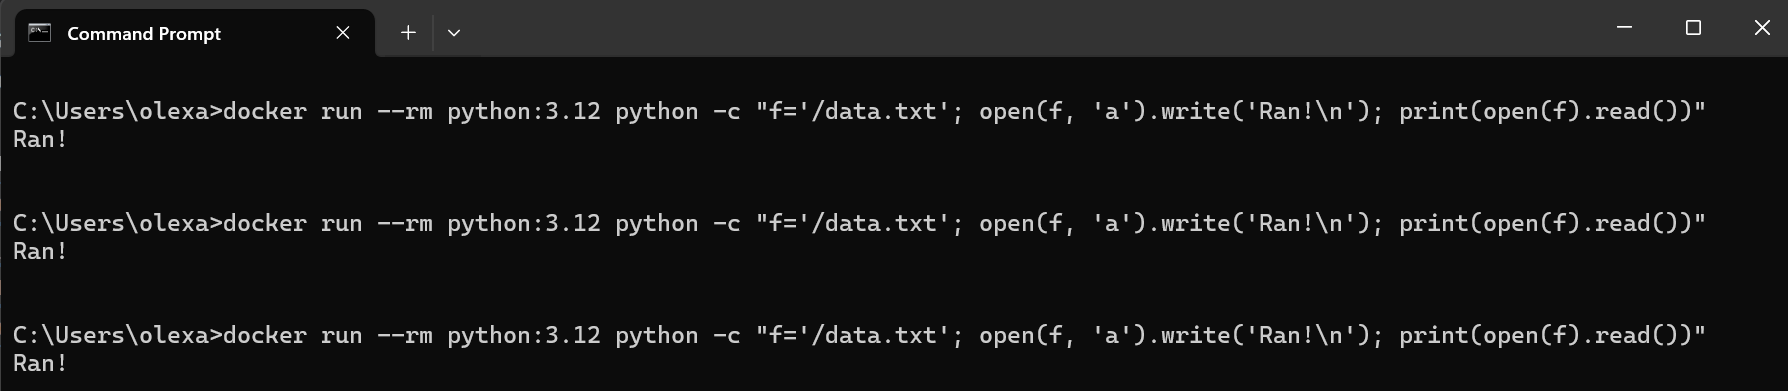 Command Prompt
C:\Users\olexa>docker run --rm python:3.12 python -c "f='/data.txt'; open(f, 'a').write('Ran!\n'); print(open(f).read())"
Ran!
C:\Users\olexa>docker run --rm python:3.12 python -c "f='/data.txt'; open(f, 'a').write('Ran!\n'); print(open(f).read())"
Ran!
C:\Users\olexa>docker run --rm python:3.12 python -c "f='/data.txt'; open(f, 'a').write('Ran!\n'); print(open(f).read())"
Ran!